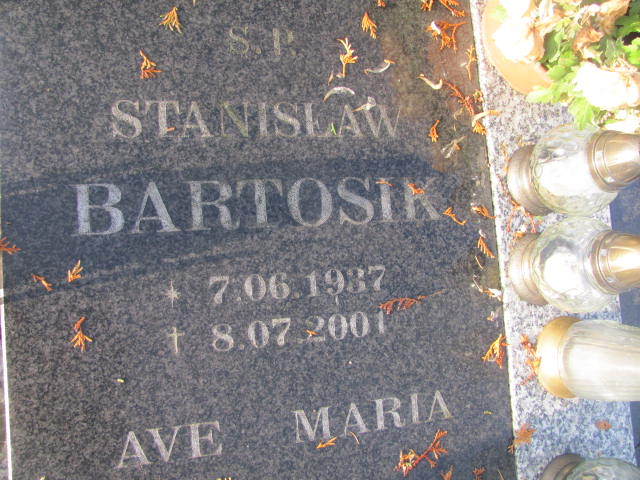 Ś.P.
STANISŁAW
BARTOSIK
* 7.06.1937
† 8.07.2001
AVE MARIA